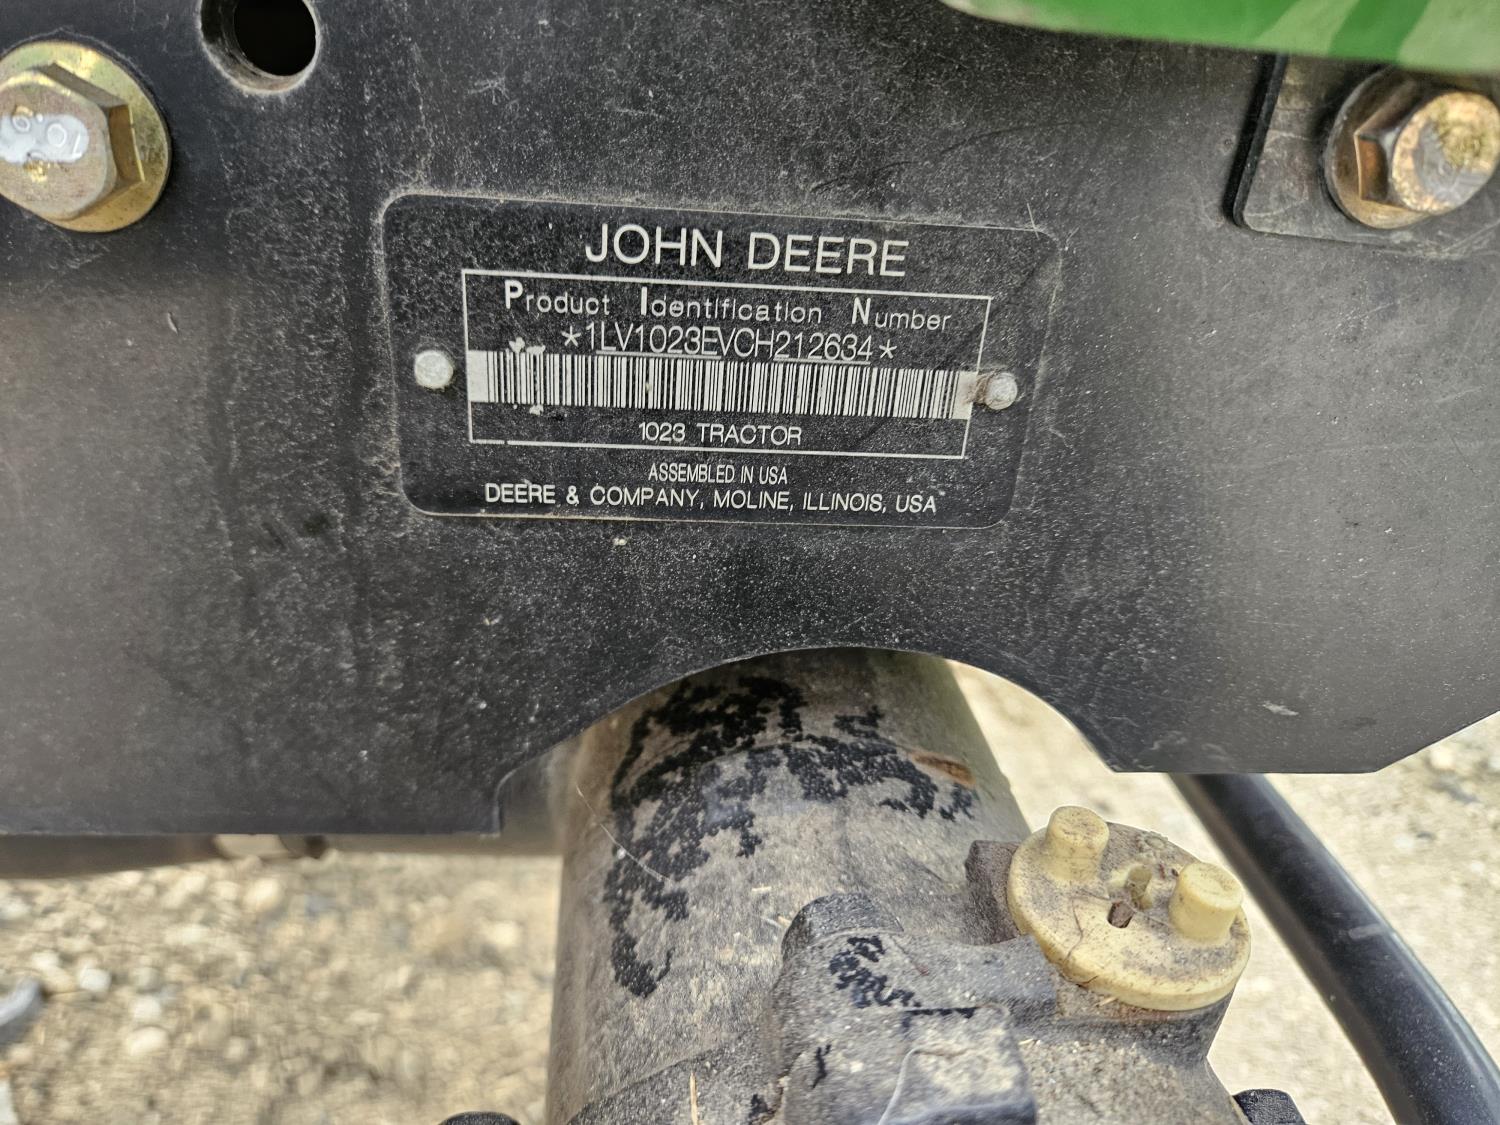 JOHN DEERE
Product Identification Number
*1LV1023EVCH212634*
1023 TRACTOR
ASSEMBLED IN USA
DEERE & COMPANY, MOLINE, ILLINOIS, USA